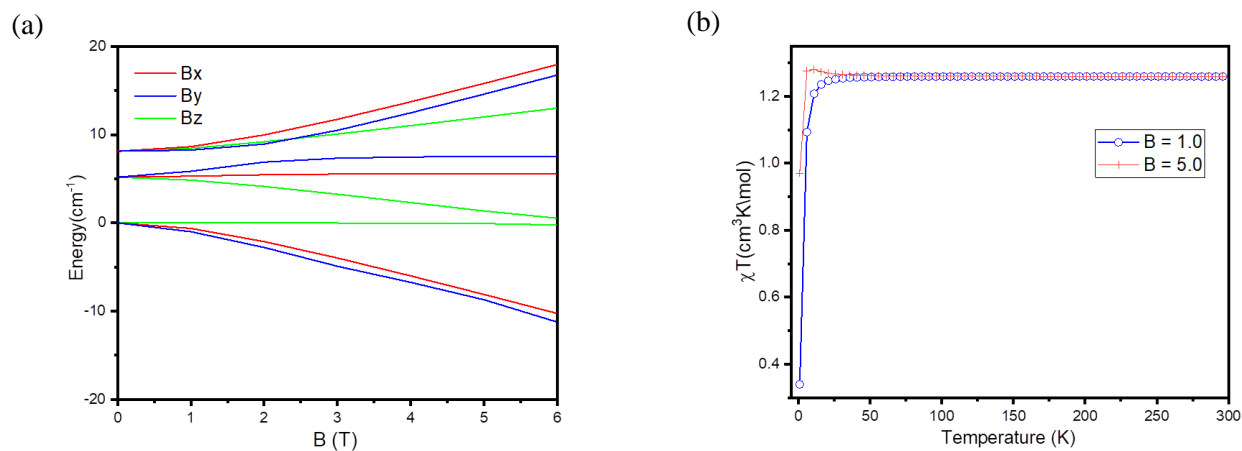 (a)
20
10
0
-10
-20
Energy(cm⁻¹)
Bx
By
Bz
0 1 2 3 4 5 6
B (T)
(b)
1.2
1.0
0.8
0.6
0.4
χT(cm³K\mol)
B = 1.0
B = 5.0
0 50 100 150 200 250 300
Temperature (K)